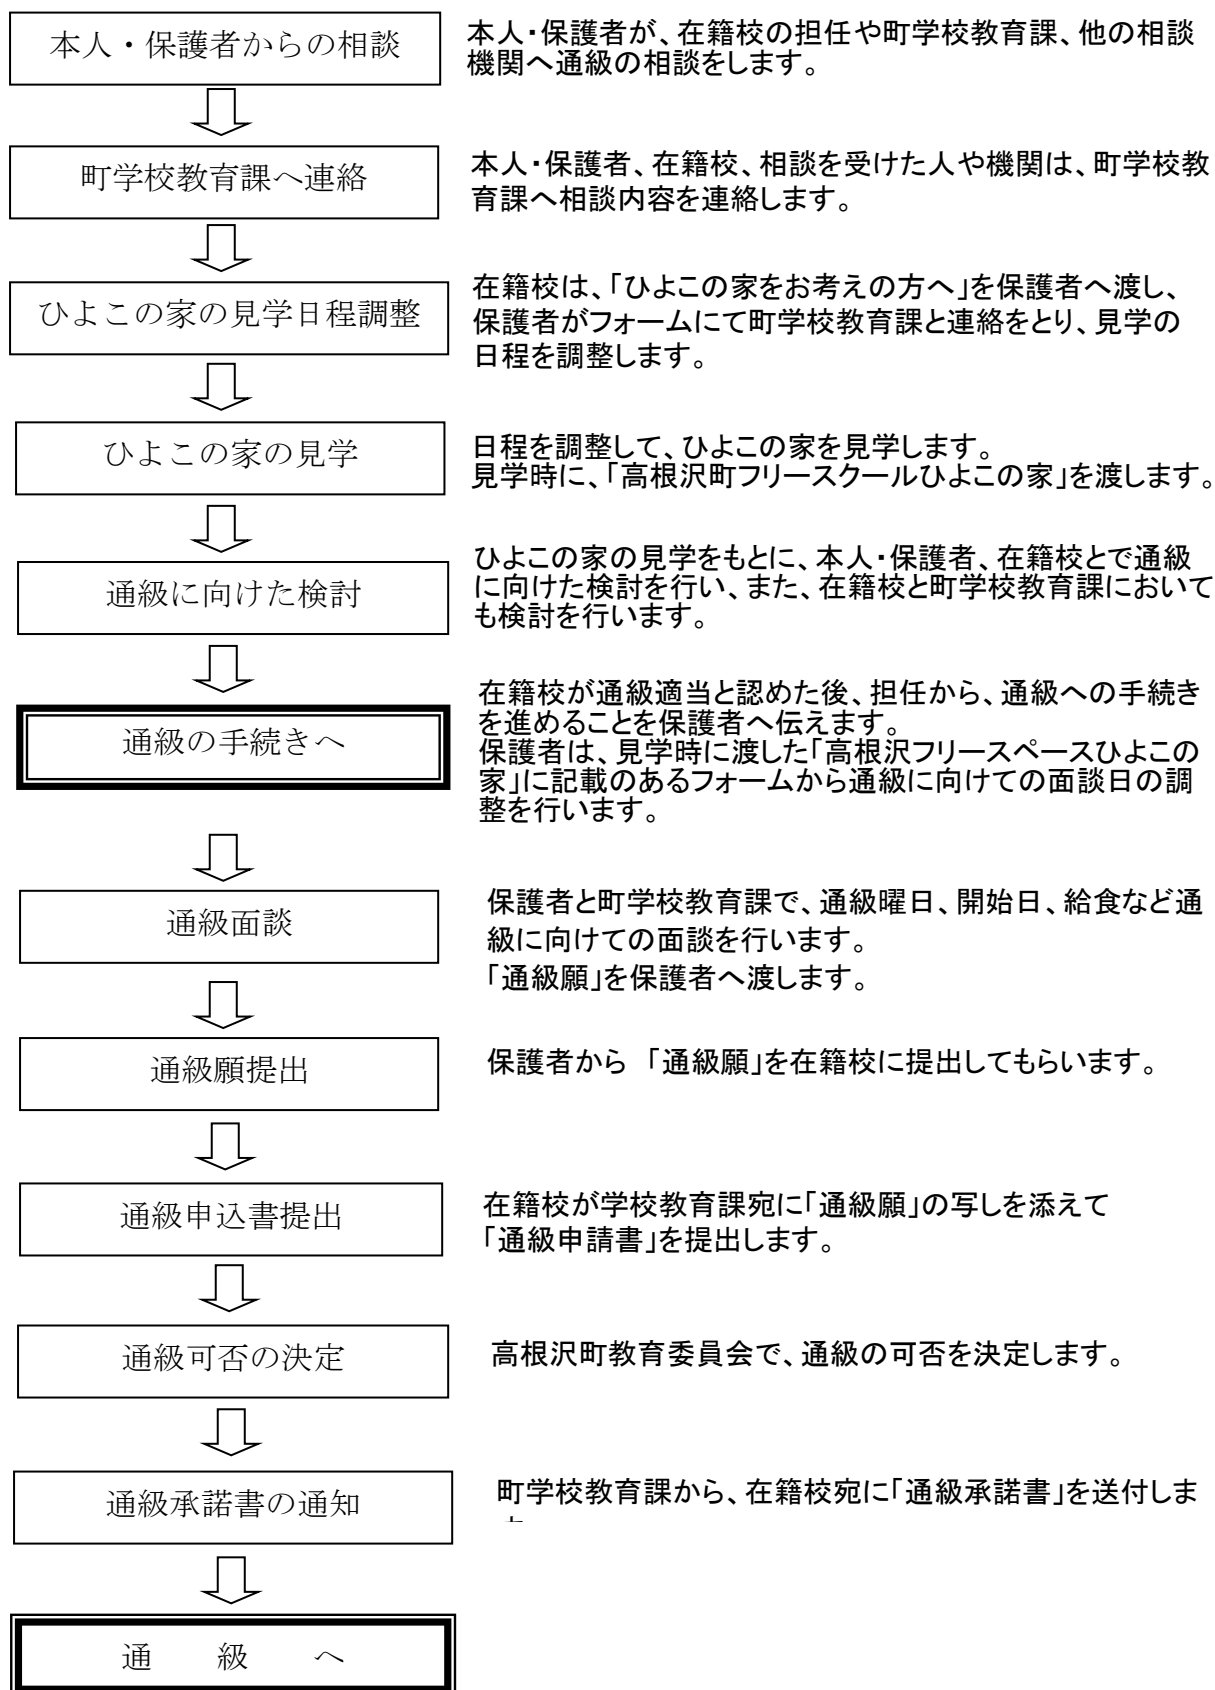 本人・保護者からの相談
本人・保護者が、在籍校の担任や町学校教育課、他の相談
機関へ通級の相談をします。
町学校教育課へ連絡
本人・保護者、在籍校、相談を受けた人や機関は、町学校教
育課へ相談内容を連絡します。
ひよこの家の見学日程調整
在籍校は、「ひよこの家をお考えの方へ」を保護者へ渡し、
保護者がフォームにて町学校教育課と連絡をとり、見学の
日程を調整します。
ひよこの家の見学
日程を調整して、ひよこの家を見学します。
見学時に、「高根沢町フリースクールひよこの家」を渡します。
通級に向けた検討
ひよこの家の見学をもとに、本人・保護者、在籍校とで通級
に向けた検討を行い、また、在籍校と町学校教育課において
も検討を行います。
通級の手続きへ
在籍校が通級適当と認めた後、担任から、通級への手続き
を進めることを保護者へ伝えます。
保護者は、見学時に渡した「高根沢フリースペースひよこの
家」に記載のあるフォームから通級に向けての面談日の調
整を行います。
通級面談
保護者と町学校教育課で、通級曜日、開始日、給食など通
級に向けての面談を行います。
「通級願」を保護者へ渡します。
通級願提出
保護者から 「通級願」を在籍校に提出してもらいます。
通級申込書提出
在籍校が学校教育課宛に「通級願」の写しを添えて
「通級申請書」を提出します。
通級可否の決定
高根沢町教育委員会で、通級の可否を決定します。
通級承諾書の通知
町学校教育課から、在籍校宛に「通級承諾書」を送付しま
通 級 へ